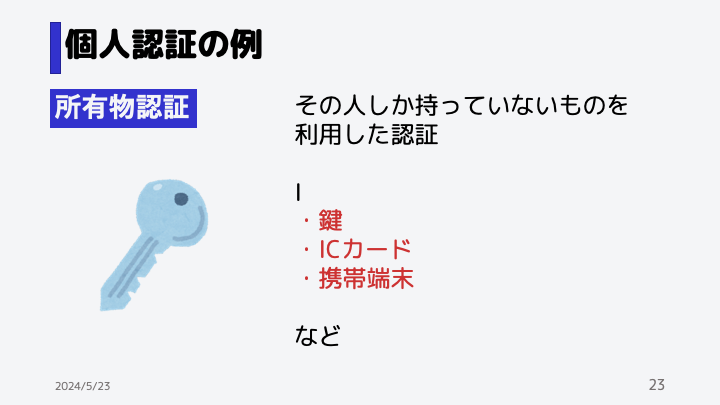 個人認証の例
所有物認証
その人しか持っていないものを
利用した認証
I
・鍵
・ICカード
・携帯端末
など
2024/5/23
23